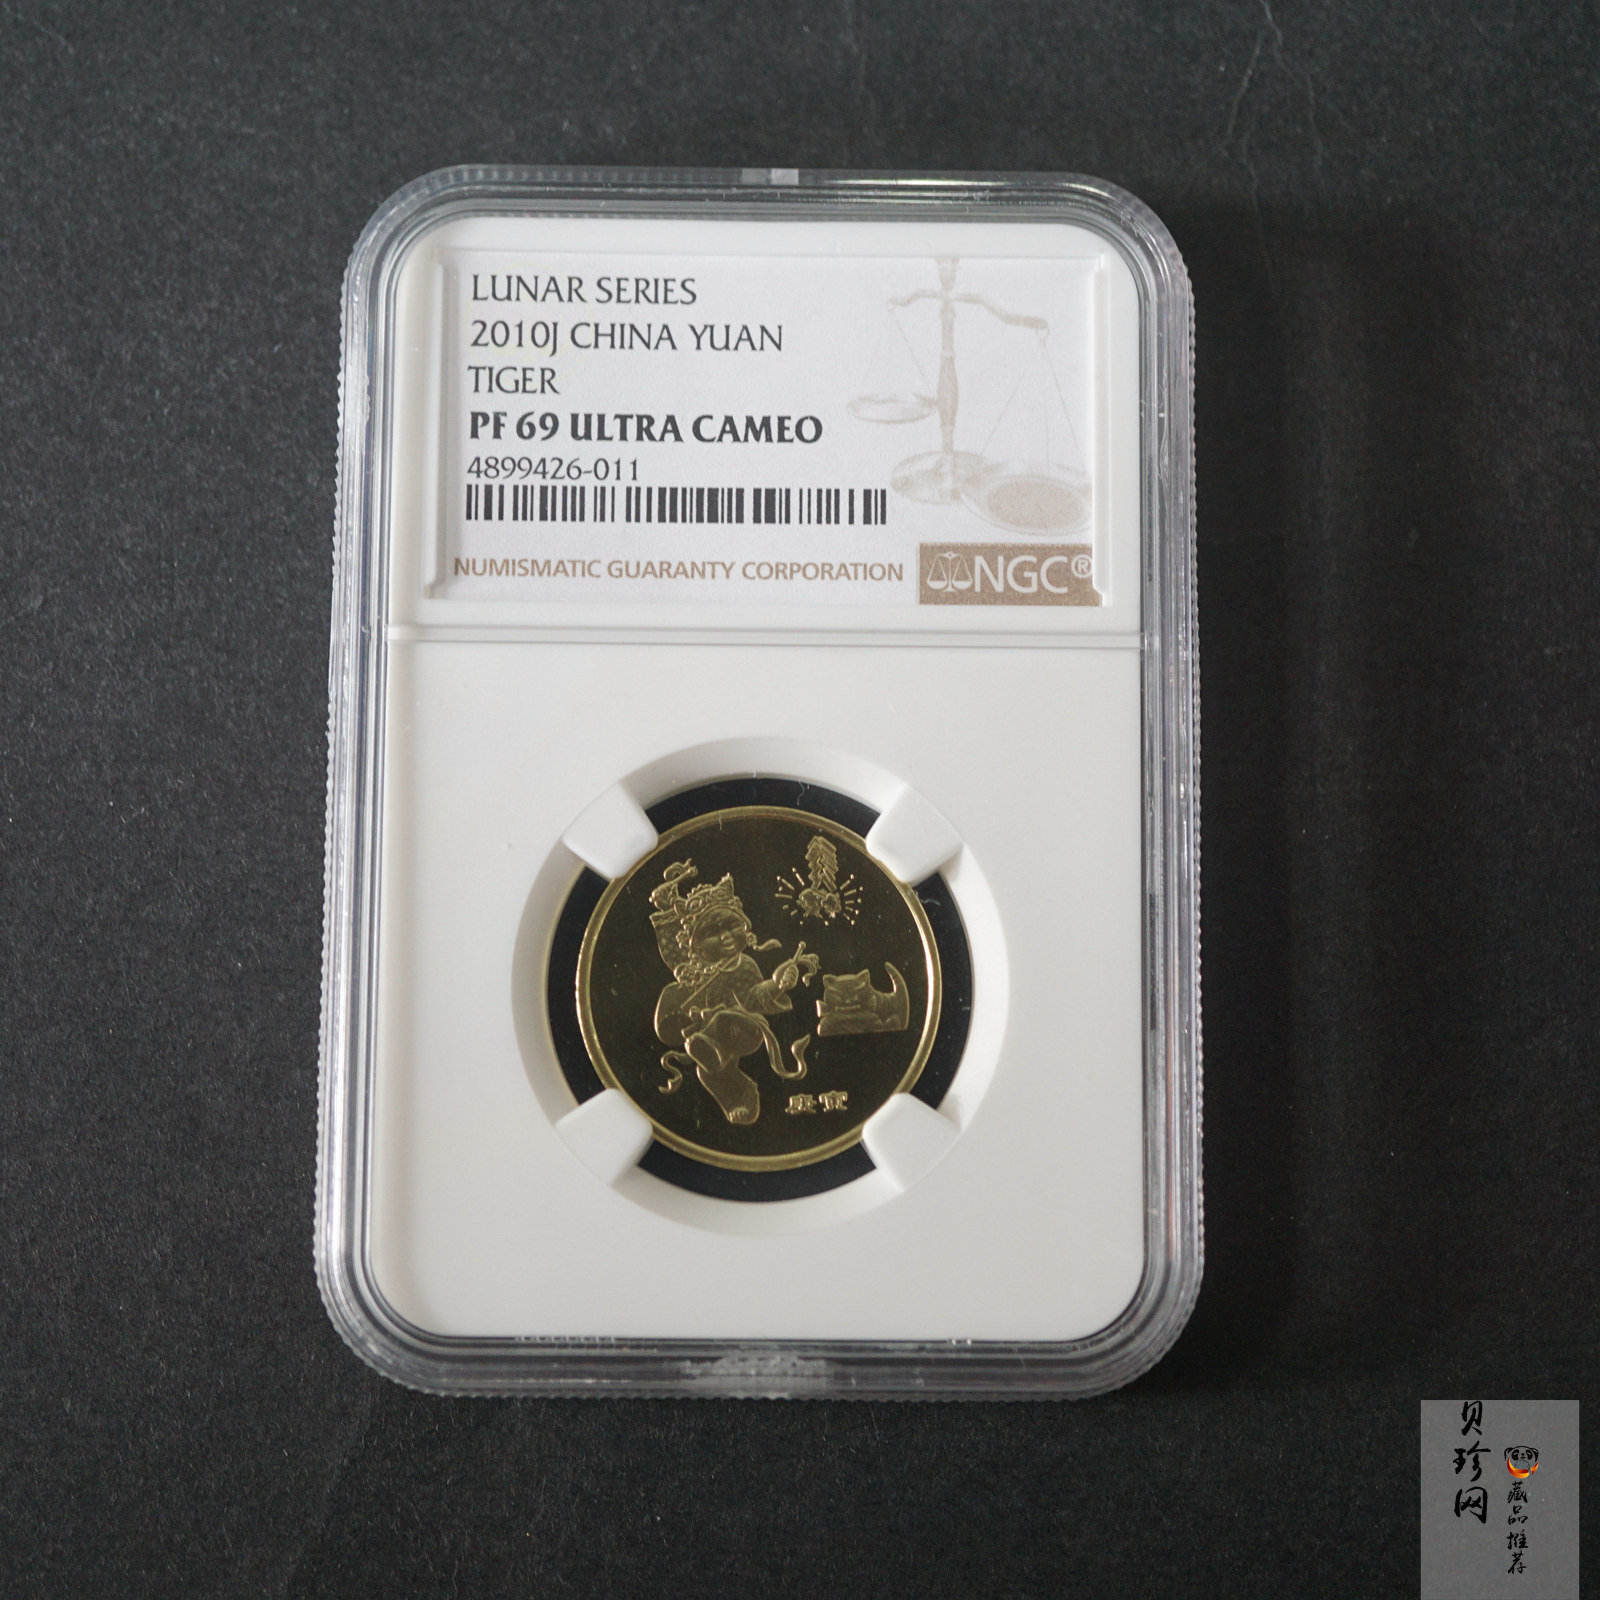 LUNAR SERIES
2010J CHINA YUAN
TIGER
PF 69 ULTRA CAMEO
4899426-011
NUMISMATIC GUARANTY CORPORATION
NGC®
庚寅
贝珍网
藏品推荐